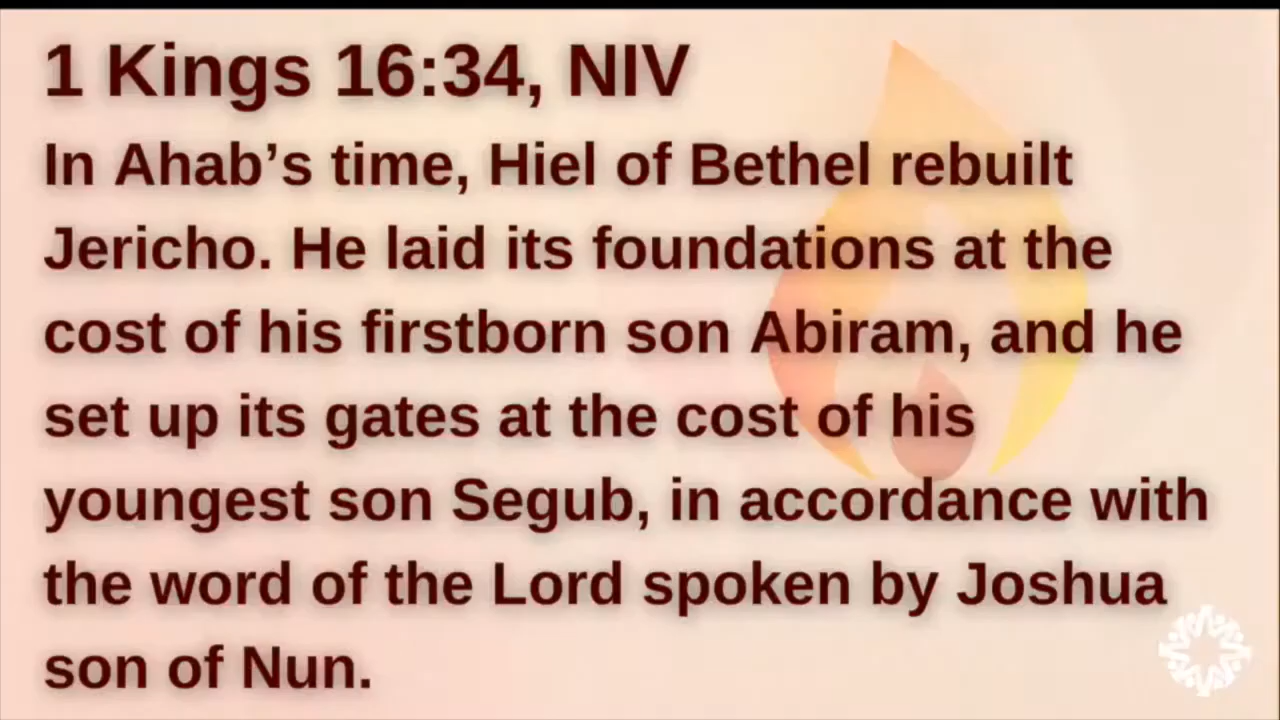 1 Kings 16:34, NIV
In Ahab’s time, Hiel of Bethel rebuilt
Jericho. He laid its foundations at the
cost of his firstborn son Abiram, and he
set up its gates at the cost of his
youngest son Segub, in accordance with
the word of the Lord spoken by Joshua
son of Nun.